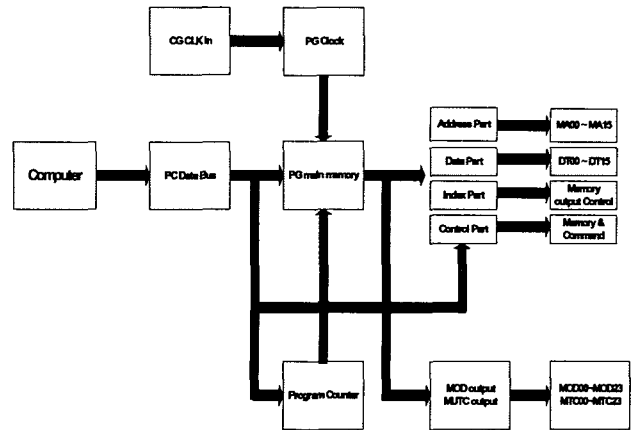 CG CLK In
PG Clock
Address Part
MA00 ~ MA15
Computer
PC Data Bus
PG main memory
Data Part
DT00 ~ DT15
Index Part
Memory
output Control
Control Part
Memory &
Command
Program Counter
MOD output
MUTC output
MOD00~MOD23
MTC00~MTC23